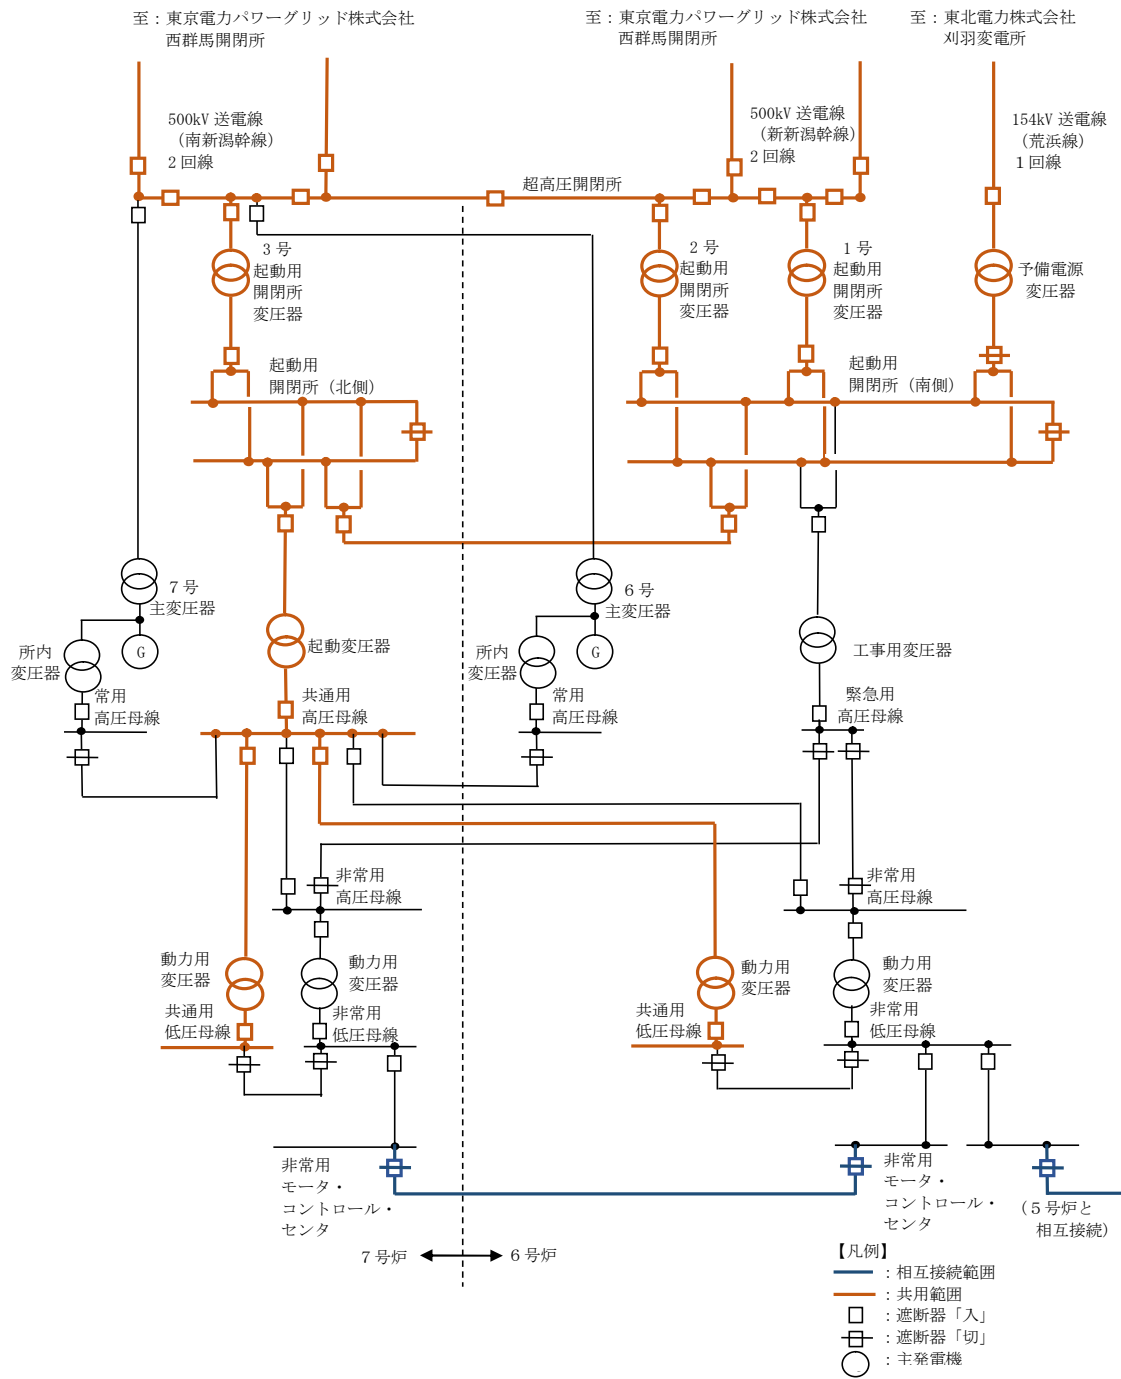 至：東京電力パワーグリッド株式会社
西群馬開閉所
至：東京電力パワーグリッド株式会社
西群馬開閉所
至：東北電力株式会社
刈羽変電所
500kV 送電線
（南新潟幹線）
2 回線
500kV 送電線
（新新潟幹線）
2 回線
154kV 送電線
（荒浜線）
1 回線
超高圧開閉所
3 号
起動用
開閉所
変圧器
2 号
起動用
開閉所
変圧器
1 号
起動用
開閉所
変圧器
予備電源
変圧器
起動用
開閉所（北側）
起動用
開閉所（南側）
7 号
主変圧器
6 号
主変圧器
G
G
所内
変圧器
起動変圧器
所内
変圧器
工事用変圧器
常用
高圧母線
共通用
高圧母線
常用
高圧母線
緊急用
高圧母線
非常用
高圧母線
非常用
高圧母線
動力用
変圧器
動力用
変圧器
動力用
変圧器
動力用
変圧器
共通用
低圧母線
非常用
低圧母線
共通用
低圧母線
非常用
低圧母線
非常用
モータ・
コントロール・
センタ
非常用
モータ・
コントロール・
センタ
（5 号炉と
相互接続）
7 号炉
6 号炉
【凡例】
：相互接続範囲
：共用範囲
：遮断器「入」
：遮断器「切」
：主発電機